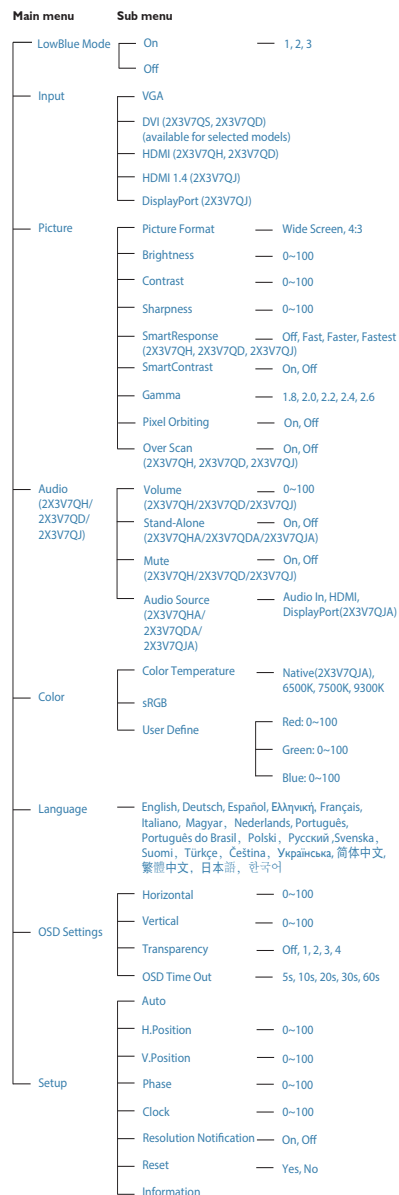 Main menu Sub menu
LowBlue Mode On 1, 2, 3
Off
Input VGA
DVI (2X3V7QS, 2X3V7QD)
(available for selected models)
HDMI (2X3V7QH, 2X3V7QD)
HDMI 1.4 (2X3V7QJ)
DisplayPort (2X3V7QJ)
Picture Picture Format Wide Screen, 4:3
Brightness 0~100
Contrast 0~100
Sharpness 0~100
SmartResponse Off, Fast, Faster, Fastest
(2X3V7QH, 2X3V7QD, 2X3V7QJ)
SmartContrast On, Off
Gamma 1.8, 2.0, 2.2, 2.4, 2.6
Pixel Orbiting On, Off
Over Scan On, Off
(2X3V7QH, 2X3V7QD, 2X3V7QJ)
Audio Volume 0~100
(2X3V7QH/ (2X3V7QH/2X3V7QD/2X3V7QJ)
2X3V7QD/ Stand-Alone On, Off
2X3V7QJ) (2X3V7QHA/2X3V7QDA/2X3V7QJA)
Mute On, Off
(2X3V7QH/2X3V7QD/2X3V7QJ)
Audio Source Audio In, HDMI,
(2X3V7QHA/ DisplayPort(2X3V7QJA)
2X3V7QDA/
2X3V7QJA)
Color Color Temperature Native(2X3V7QJA),
6500K, 7500K, 9300K
sRGB
User Define Red: 0~100
Green: 0~100
Blue: 0~100
Language English, Deutsch, Español, Ελληνική, Français,
Italiano, Magyar, Nederlands, Português,
Português do Brasil, Polski, Русский ,Svenska,
Suomi, Türkçe, Čeština, Українська, 简体中文,
繁體中文, 日本語, 한국어
OSD Settings Horizontal 0~100
Vertical 0~100
Transparency Off, 1, 2, 3, 4
OSD Time Out 5s, 10s, 20s, 30s, 60s
Setup Auto
H.Position 0~100
V.Position 0~100
Phase 0~100
Clock 0~100
Resolution Notification On, Off
Reset Yes, No
Information